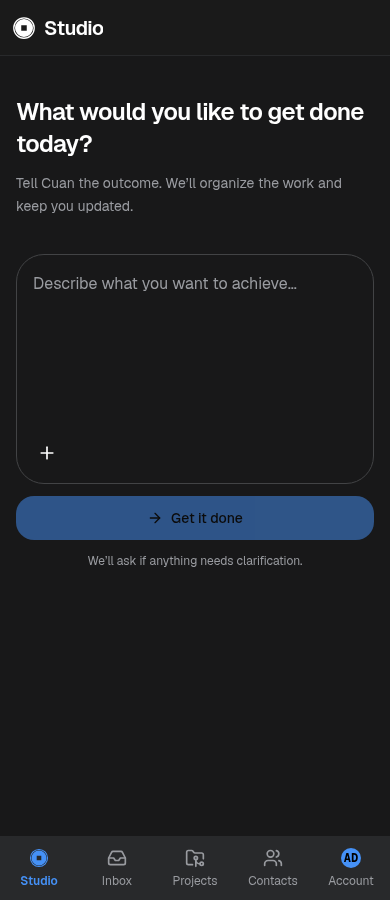 Studio
What would you like to get done
today?
Tell Cuan the outcome. We'll organize the work and
keep you updated.
Describe what you want to achieve...
Get it done
We'll ask if anything needs clarification.
Studio
Inbox
Projects
Contacts
AD
Account